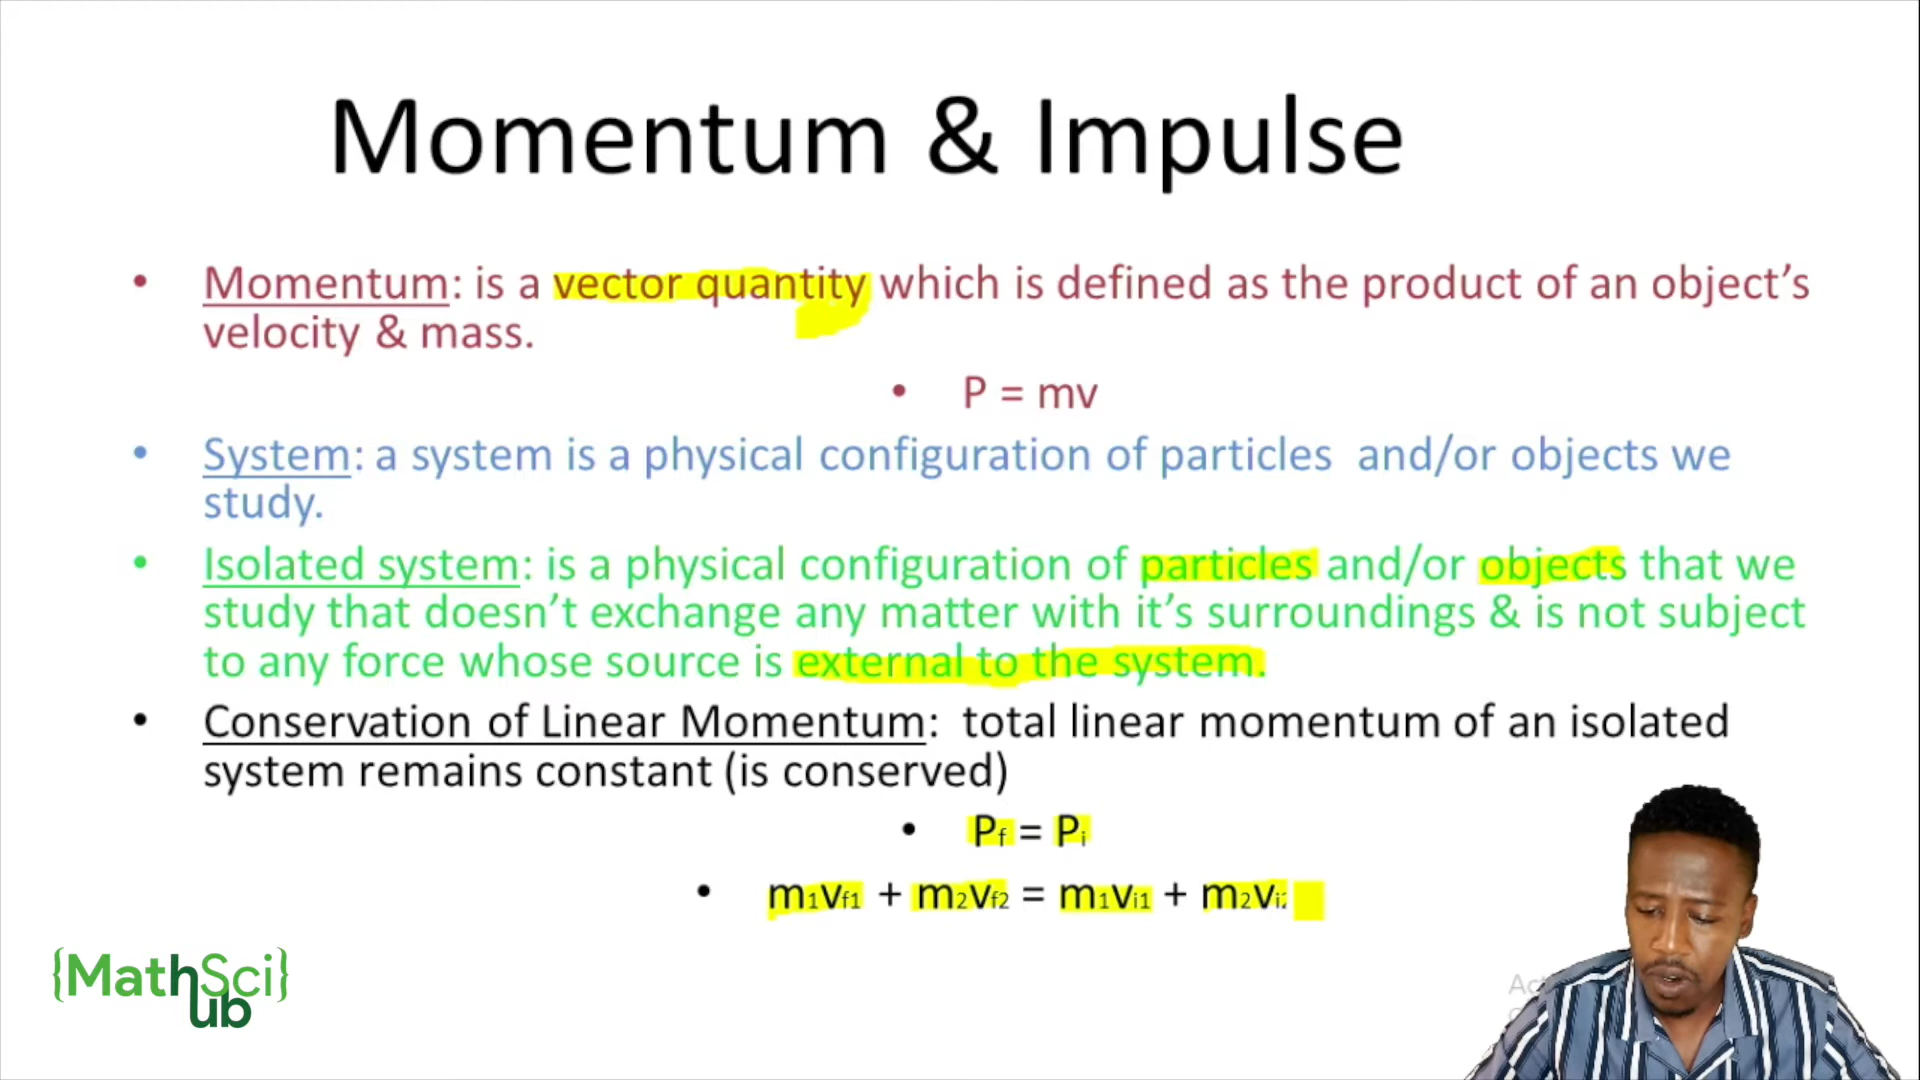 Momentum & Impulse
• Momentum: is a vector quantity which is defined as the product of an object’s
velocity & mass.
• P = mv
• System: a system is a physical configuration of particles and/or objects we
study.
• Isolated system: is a physical configuration of particles and/or objects that we
study that doesn’t exchange any matter with it’s surroundings & is not subject
to any force whose source is external to the system.
• Conservation of Linear Momentum: total linear momentum of an isolated
system remains constant (is conserved)
• Pf = Pi
• m1vf1 + m2vf2 = m1vi1 + m2vi
{MathSci}
ub